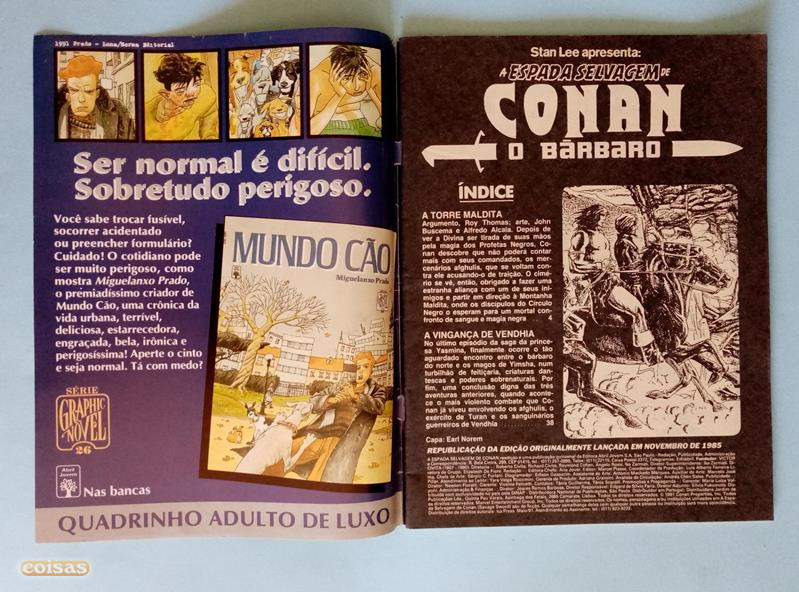 1991 Prado - Lona/Norma Editorial
Ser normal é difícil.
Sobretudo perigoso.
Você sabe trocar fusível,
socorrer acidentado
ou preencher formulário?
Cuidado! O cotidiano pode
ser muito perigoso, como
mostra Miguelanxo Prado,
o premiadíssimo criador de
Mundo Cão, uma crônica da
vida urbana, terrível,
deliciosa, estarrecedora,
engraçada, bela, irônica e
perigosíssima! Aperte o cinto
e seja normal. Tá com medo?
MUNDO CÃO
Miguelanxo Prado
SÉRIE
GRAPHIC
NOVEL
26
Abril
Jovem
Nas bancas
QUADRINHO ADULTO DE LUXO
Stan Lee apresenta:
A ESPADA SELVAGEM DE
CONAN
O BÁRBARO
ÍNDICE
A TORRE MALDITA
Argumento, Roy Thomas; arte, John
Buscema e Alfredo Alcala. Depois de
ver a Divina ser tirada de suas mãos
pela magia dos Profetas Negros, Co-
nan descobre que não poderá contar
mais com seus comandados, os mer-
cenários afghulis, que se voltam con-
tra ele acusando-o de traição. O cim-
ério se vê, então, obrigado a fazer uma
estranha aliança com um de seus ini-
migos e partir em direção à Montanha
Maldita, onde os discípulos do Círculo
Negro o esperam para um mortal con-
fronto de sangue e magia negra 4
A VINGANÇA DE VENDHIA
No último episódio da saga da prince-
sa Yasmina, finalmente ocorre o tão
aguardado encontro entre o bárbaro
do norte e os magos de Yimsha, num
turbilhão de feitiçaria, criaturas dan-
tescas e poderes sobrenaturais. Por
fim, uma conclusão digna das três
aventuras anteriores, quando aconte-
ce o mais violento combate que Co-
nan já viveu envolvendo os afghulis, o
exército de Turan e os sanguinários
guerreiros de Vendhia 38
Capa: Earl Norem
REPUBLICAÇÃO DA EDIÇÃO ORIGINALMENTE LANÇADA EM NOVEMBRO DE 1985
coisas